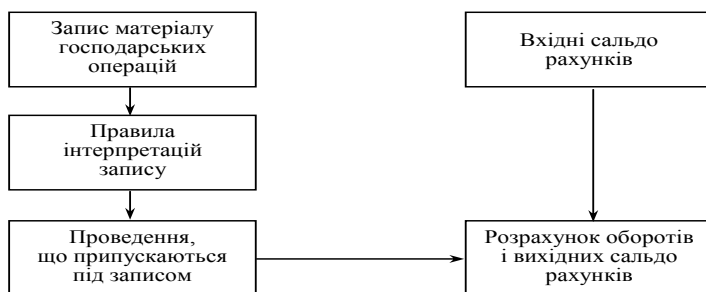 Запис матеріалу
господарських
операцій
Вхідні сальдо
рахунків
Правила
інтерпретацій
запису
Проведення,
що припускаються
під записом
Розрахунок оборотів
і вихідних сальдо
рахунків